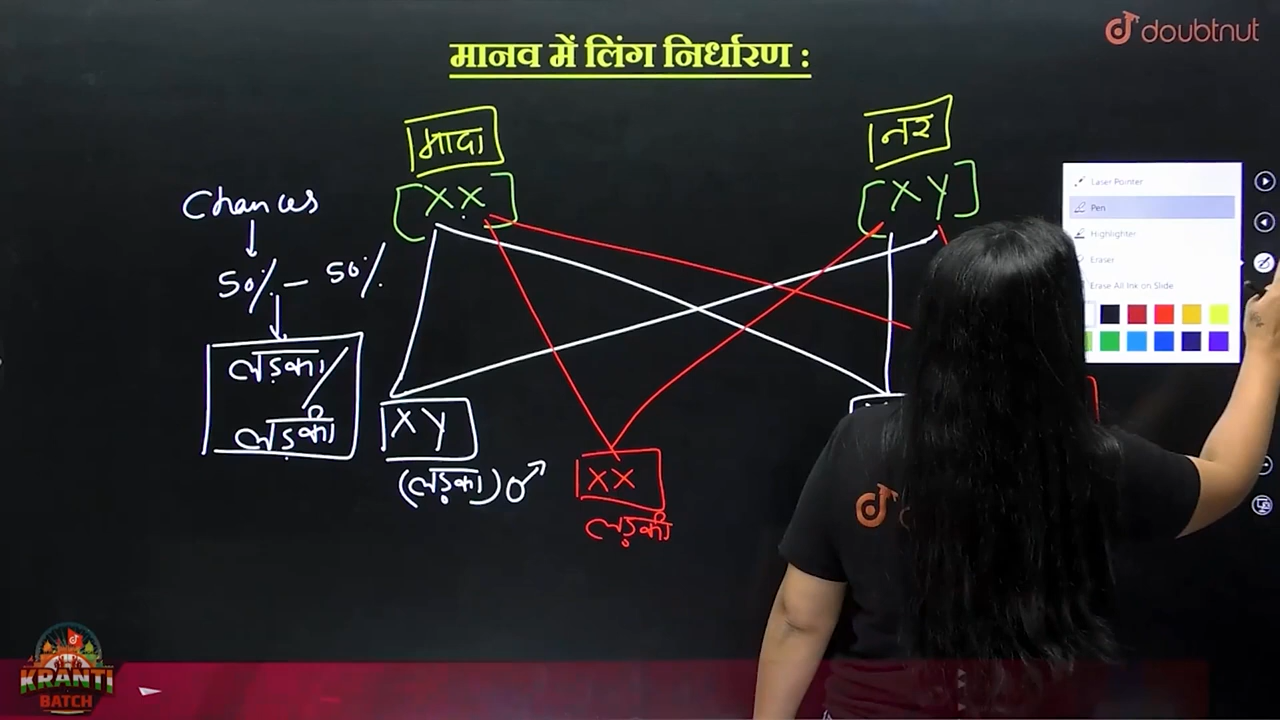 doubtnut
मानव में लिंग निर्धारण :
मादा
नर
XX
XY
Chances
50% – 50%
लड़का/
लड़की
XY
(लड़का) ♂
XX
लड़की
Laser Pointer
Pen
Highlighter
Eraser
Erase All Ink on Slide
KRANTI
BATCH